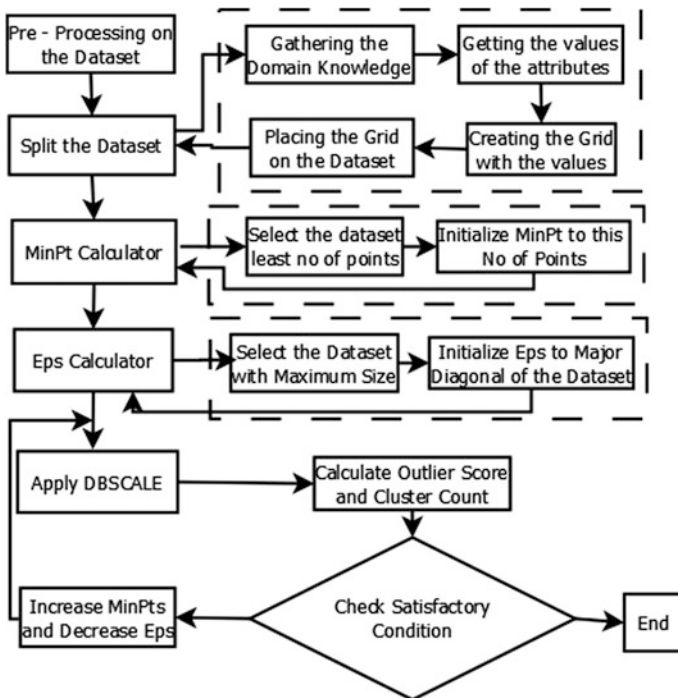 Pre - Processing on
the Dataset
Gathering the
Domain Knowledge
Getting the values
of the attributes
Split the Dataset
Placing the Grid
on the Dataset
Creating the Grid
with the values
MinPt Calculator
Select the dataset
least no of points
Initialize MinPt to this
No of Points
Eps Calculator
Select the Dataset
with Maximum Size
Initialize Eps to Major
Diagonal of the Dataset
Apply DBSCALE
Calculate Outlier Score
and Cluster Count
Increase MinPts
and Decrease Eps
Check Satisfactory
Condition
End